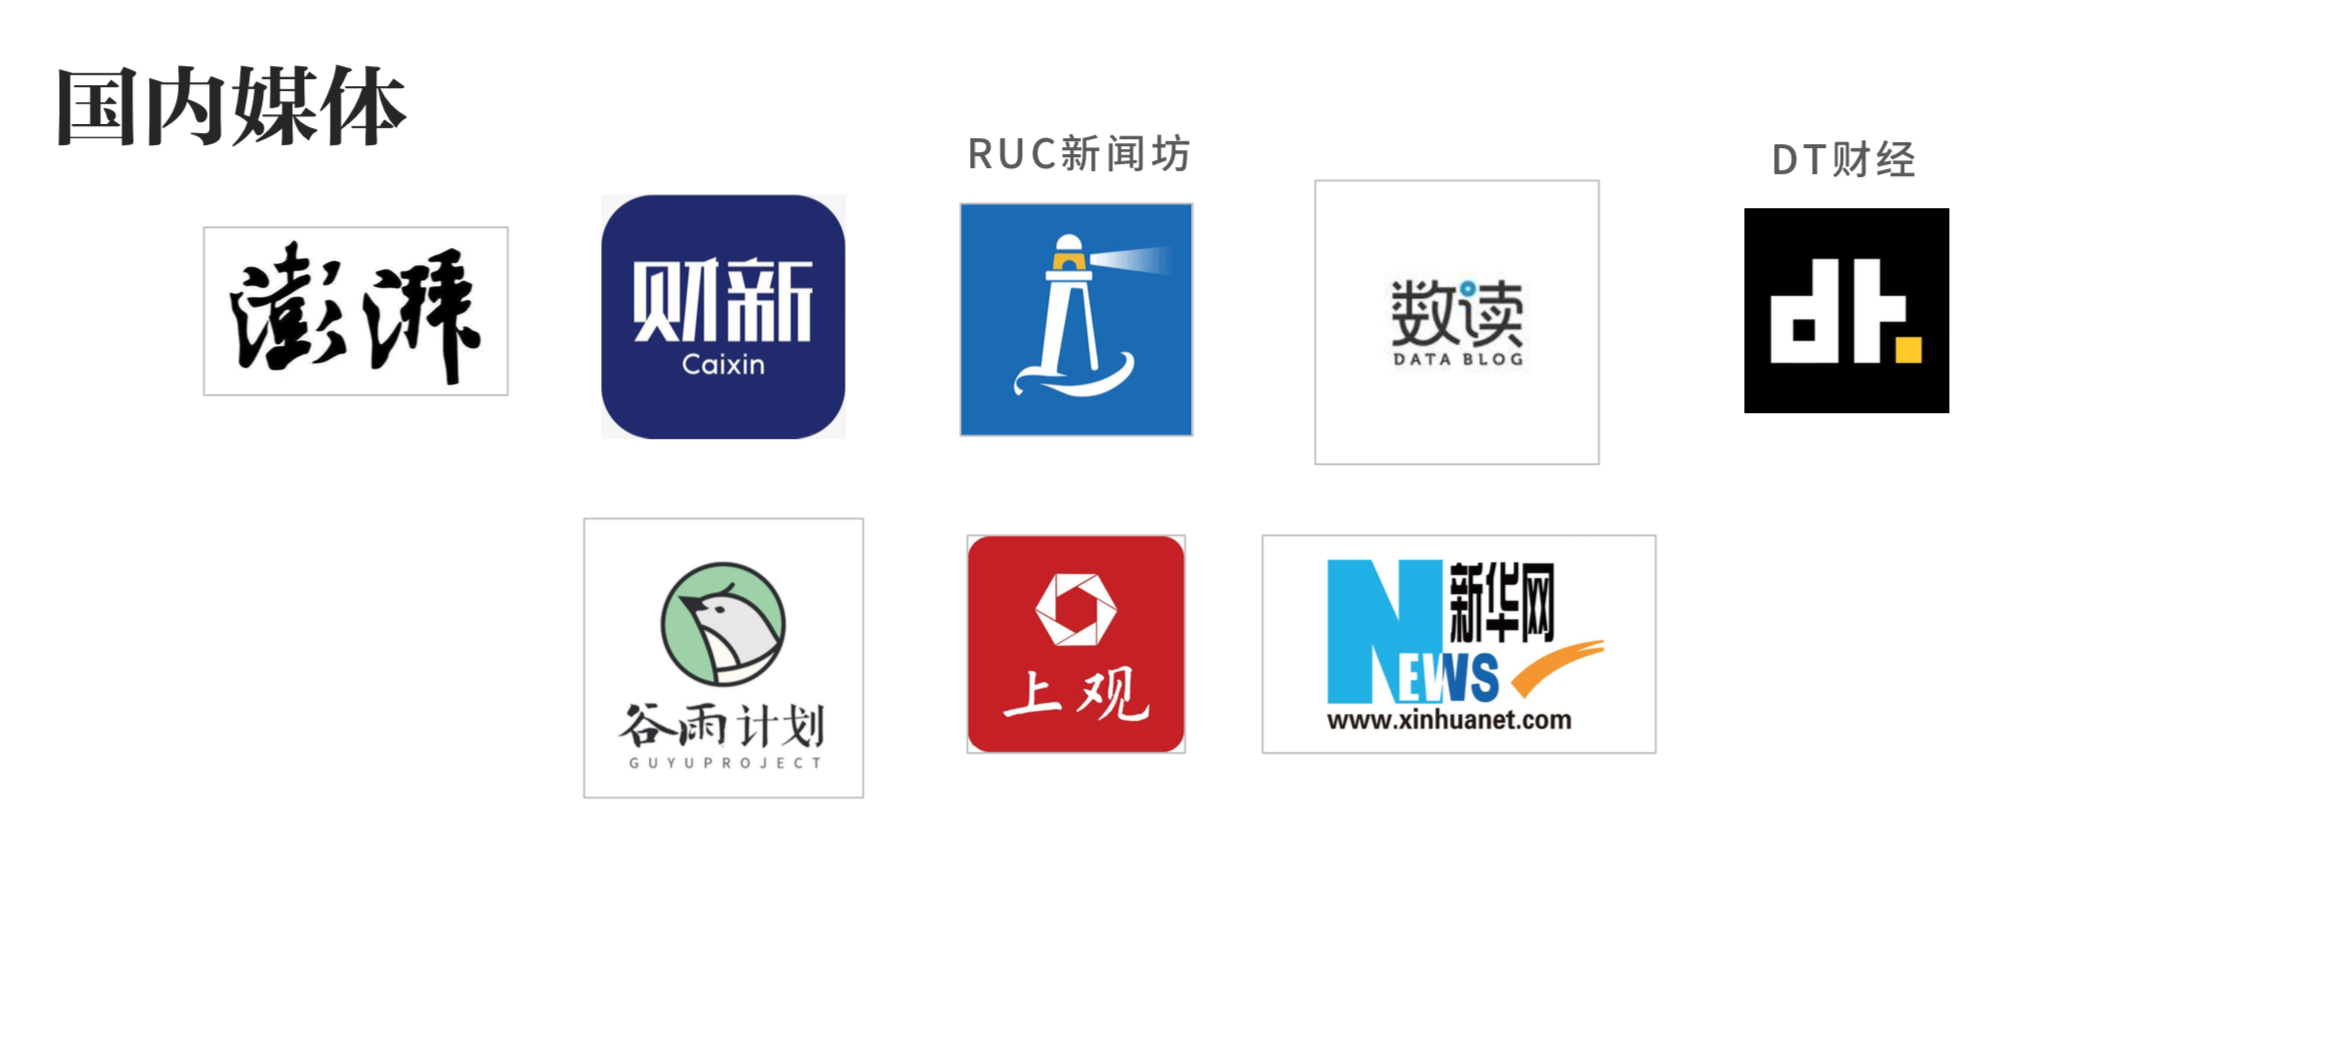 国内媒体
RUC新闻坊
DT财经
澎湃
财新
Caixin
数读
DATA BLOG
dt.
谷雨计划
GUYUPROJECT
上观
新华网
NEWS
www.xinhuanet.com